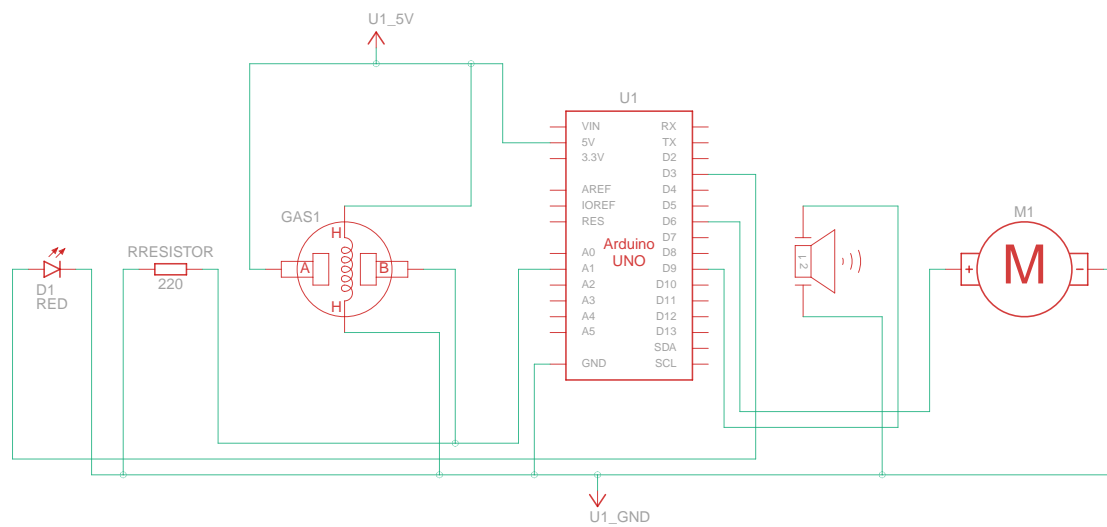 U1_5V
U1
VIN
5V
3.3V
AREF
IOREF
RES
A0
A1
A2
A3
A4
A5
GND
RX
TX
D2
D3
D4
D5
D6
D7
D8
D9
D10
D11
D12
D13
SDA
SCL
Arduino
UNO
GAS1
H
A
B
H
RRESISTOR
220
D1
RED
1 2
M1
+
M
-
U1_GND